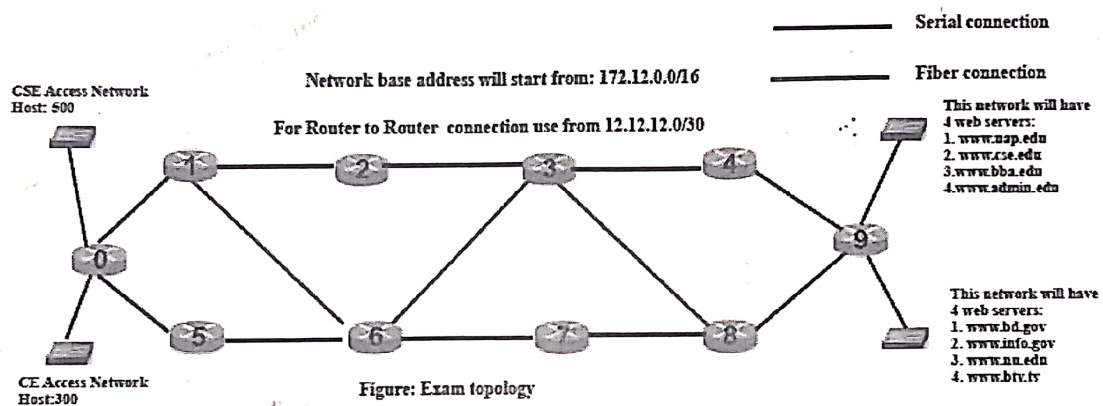 Serial connection
Network base address will start from: 172.12.0.0/16
Fiber connection
CSE Access Network
Host: 500
For Router to Router connection use from 12.12.12.0/30
This network will have
4 web servers:
1. www.nap.edu
2. www.cse.edu
3.www.bba.edu
4.www.admin.edu
1
2
3
4
0
9
5
6
7
8
This network will have
4 web servers:
1. www.bd.gov
2. www.info.gov
3. www.nu.edu
4. www.btv.tv
CE Access Network
Host:300
Figure: Exam topology